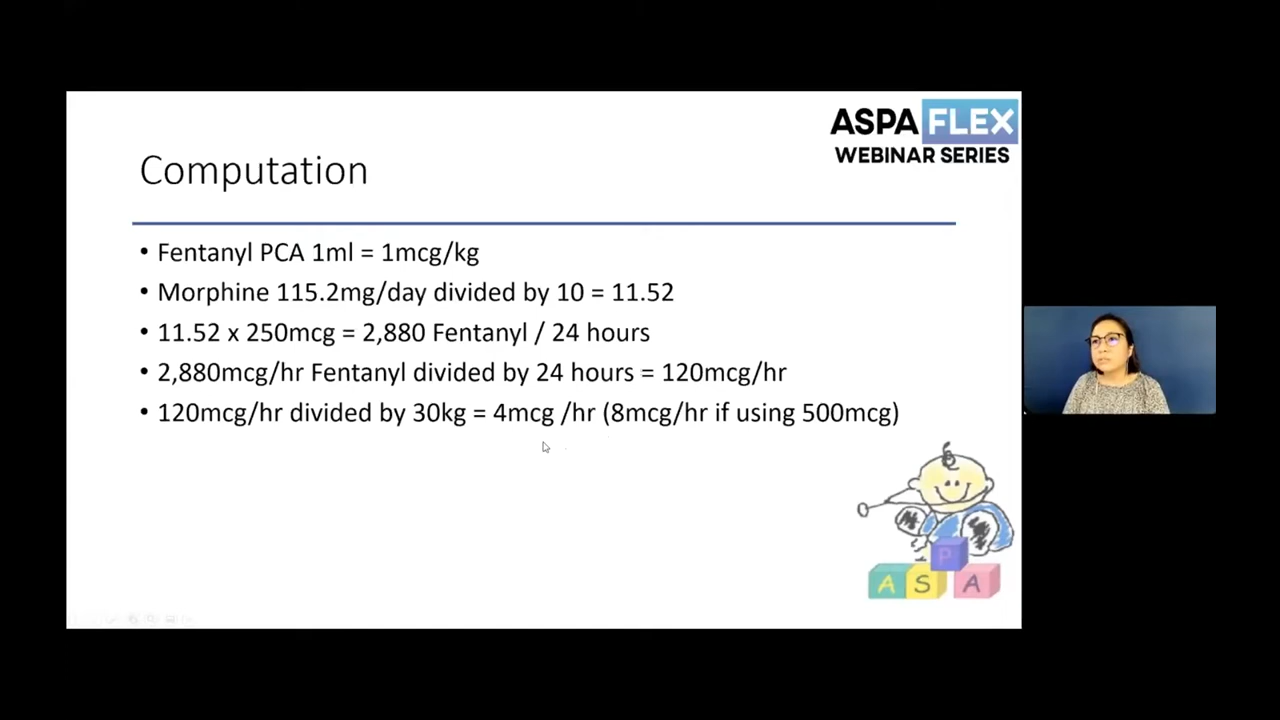 ASPA FLEX
WEBINAR SERIES
Computation
• Fentanyl PCA 1ml = 1mcg/kg
• Morphine 115.2mg/day divided by 10 = 11.52
• 11.52 x 250mcg = 2,880 Fentanyl / 24 hours
• 2,880mcg/hr Fentanyl divided by 24 hours = 120mcg/hr
• 120mcg/hr divided by 30kg = 4mcg /hr (8mcg/hr if using 500mcg)
P
A S A